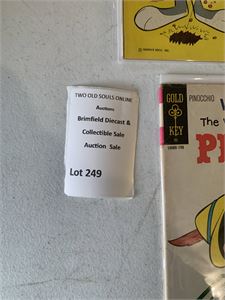 TWO OLD SOULS ONLINE
Auctions
Brimfield Diecast &
Collectible Sale
Auction Sale
Lot 249
GOLD
KEY
PINOCCHIO
W
The W
PI